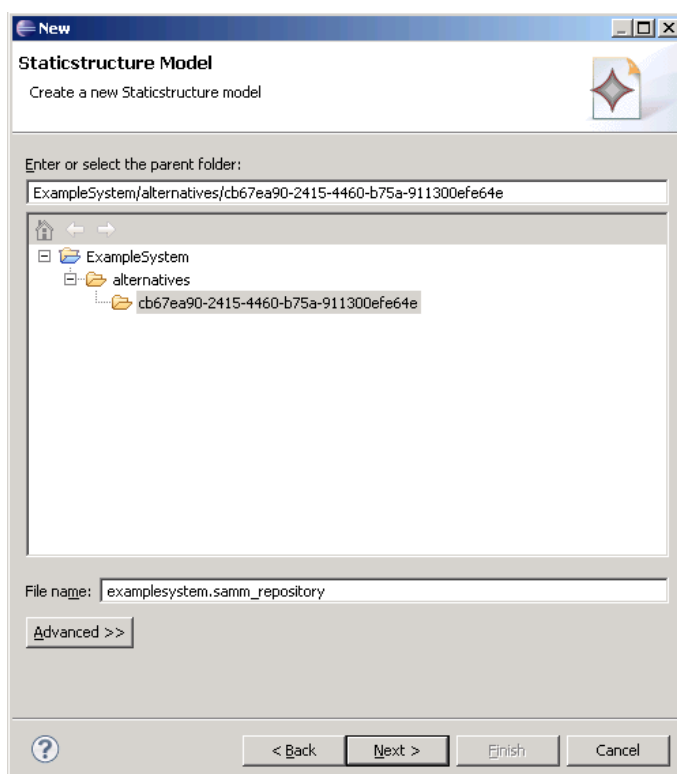 New
Staticstructure Model
Create a new Staticstructure model
Enter or select the parent folder:
ExampleSystem/alternatives/cb67ea90-2415-4460-b75a-911300efe64e
ExampleSystem
alternatives
cb67ea90-2415-4460-b75a-911300efe64e
File name: examplesystem.samm_repository
Advanced >>
? < Back Next > Finish Cancel